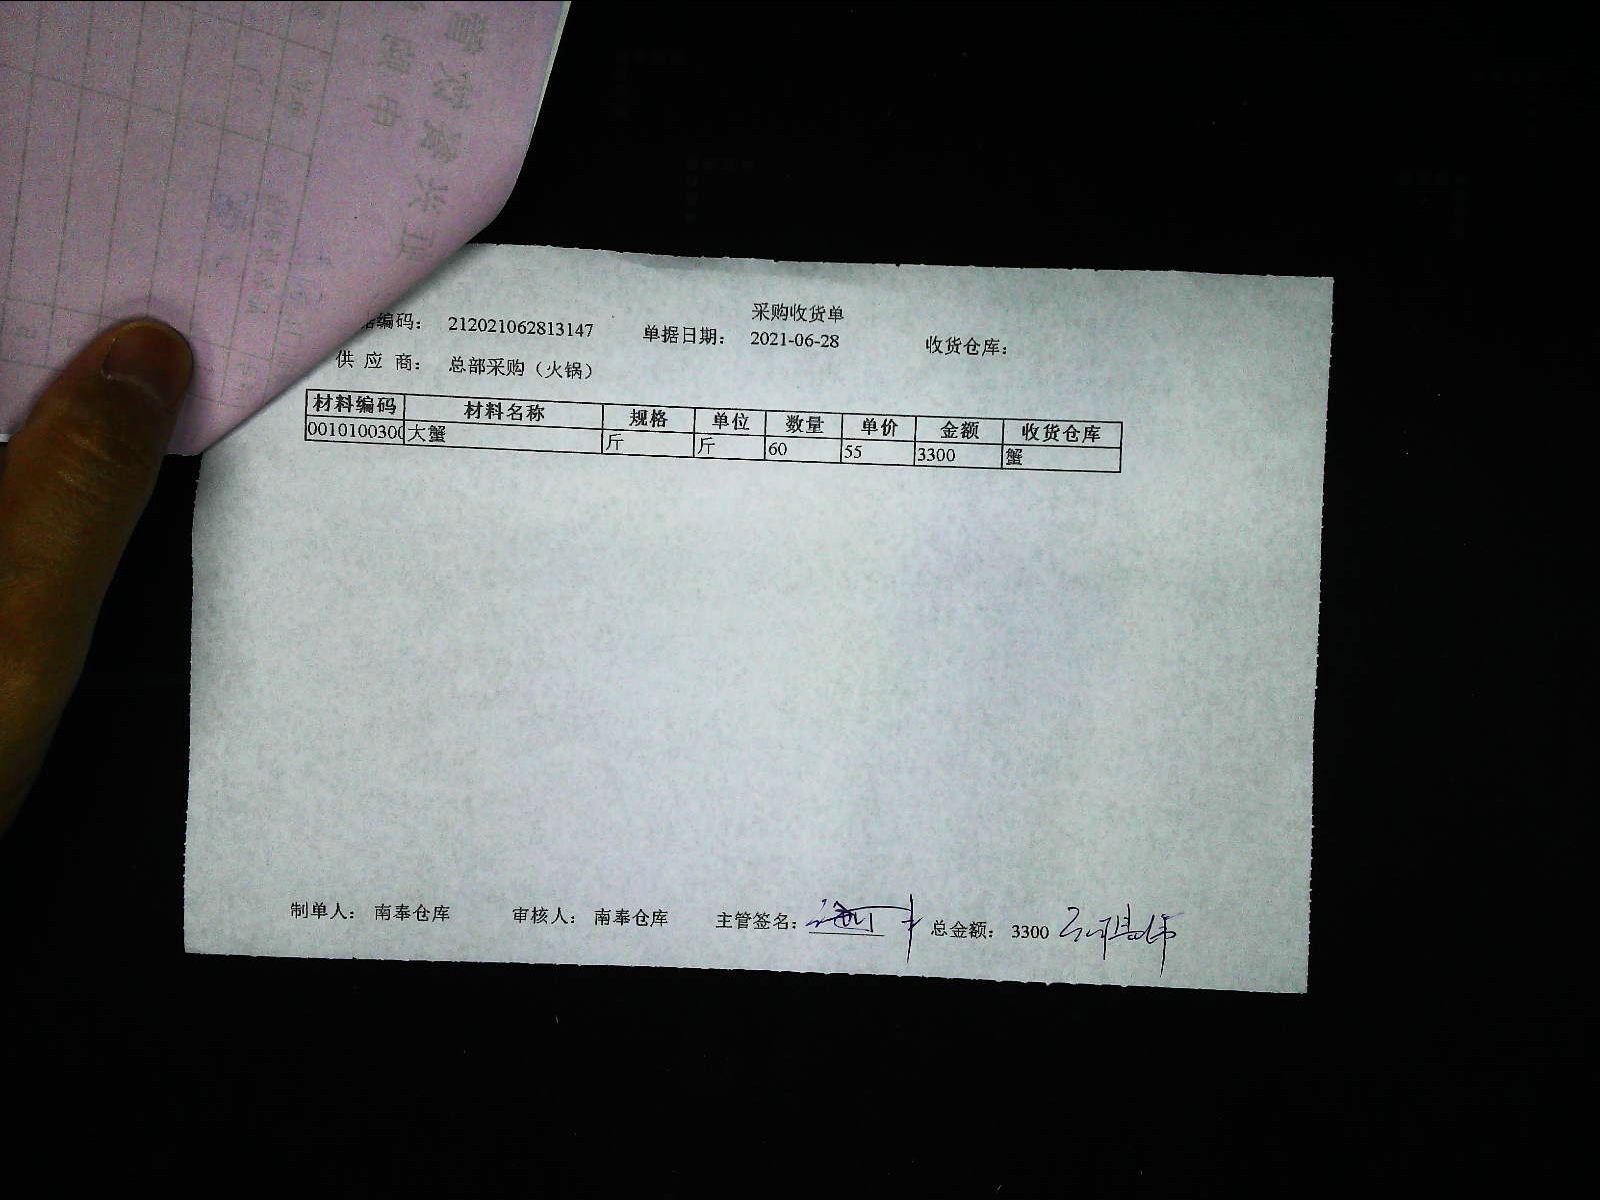 采购收货单
编码： 212021062813147 单据日期： 2021-06-28 收货仓库：
供 应 商： 总部采购（火锅）
材料编码 材料名称 规格 单位 数量 单价 金额 收货仓库
0010100300 大蟹 斤 斤 60 55 3300 蟹
制单人： 南奉仓库 审核人： 南奉仓库 主管签名： 总金额： 3300